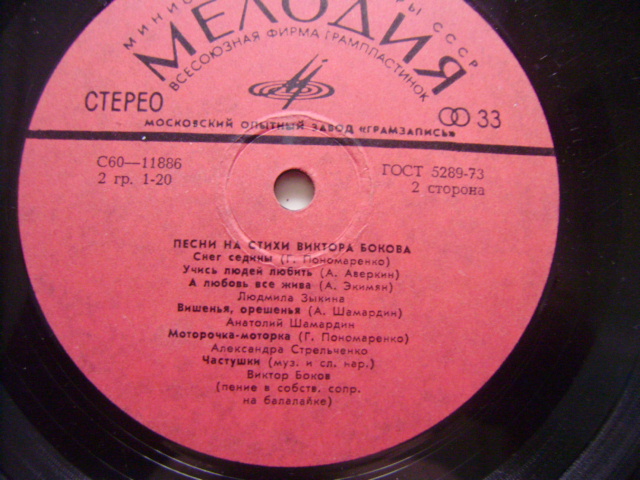 МЕЛОДИЯ
ВСЕСОЮЗНАЯ ФИРМА ГРАМПЛАСТИНОК
СССР
СТЕРЕО
33
МОСКОВСКИЙ ОПЫТНЫЙ ЗАВОД «ГРАМЗАПИСЬ»
С60—11886
ГОСТ 5289-73
2 гр. 1-20
2 сторона
ПЕСНИ НА СТИХИ ВИКТОРА БОКОВА
Снег седины (Г. Пономаренко)
Учись людей любить (А. Аверкин)
А любовь все жива (А. Экимян)
Людмила Зыкина
Вишенья, орешенья (А. Шамардин)
Анатолий Шамардин
Моторочка-моторка (Г. Пономаренко)
Александра Стрельченко
Частушки (муз. и сл. нар.)
Виктор Боков
(пение в собств. сопр.
на балалайке)